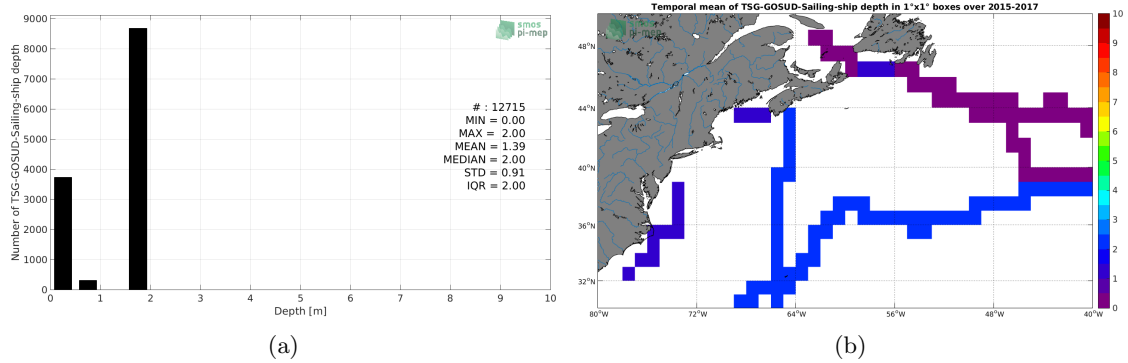 9000
8000
7000
6000
5000
4000
3000
2000
1000
0
Number of TSG-GOSUD-Sailing-ship depth
smos
pi-mep
# : 12715
MIN = 0.00
MAX = 2.00
MEAN = 1.39
MEDIAN = 2.00
STD = 0.91
IQR = 2.00
0 1 2 3 4 5 6 7 8 9 10
Depth [m]
(a)
Temporal mean of TSG-GOSUD-Sailing-ship depth in 1°x1° boxes over 2015-2017
smos
pi-mep
48°N
44°N
40°N
36°N
32°N
80°W 72°W 64°W 56°W 48°W 40°W
10
9
8
7
6
5
4
3
2
1
0
(b)